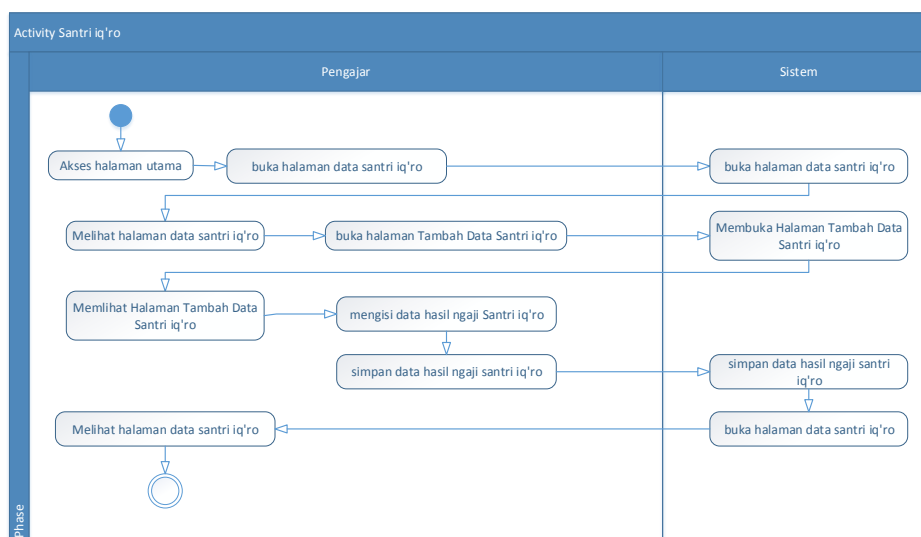 Activity Santri iq'ro
Pengajar
Sistem
Akses halaman utama
buka halaman data santri iq'ro
buka halaman data santri iq'ro
Melihat halaman data santri iq'ro
buka halaman Tambah Data Santri iq'ro
Membuka Halaman Tambah Data
Santri iq'ro
Memlihat Halaman Tambah Data
Santri iq'ro
mengisi data hasil ngaji Santri iq'ro
simpan data hasil ngaji santri iq'ro
simpan data hasil ngaji santri
iq'ro
Melihat halaman data santri iq'ro
buka halaman data santri iq'ro
Phase